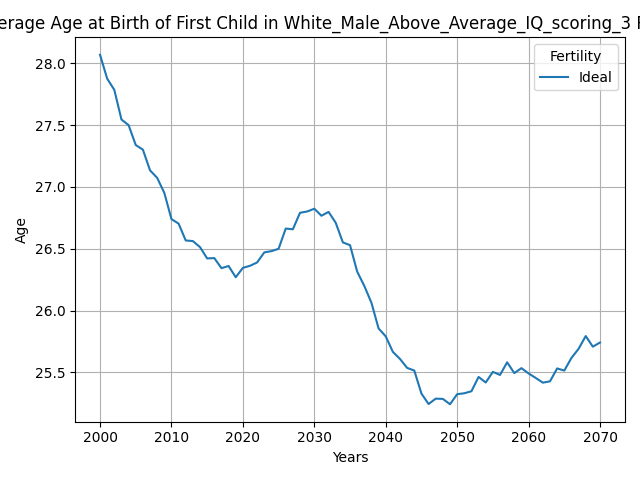 erage Age at Birth of First Child in White_Male_Above_Average_IQ_scoring_3
Fertility
Ideal
28.0
27.5
27.0
26.5
26.0
25.5
Age
2000 2010 2020 2030 2040 2050 2060 2070
Years